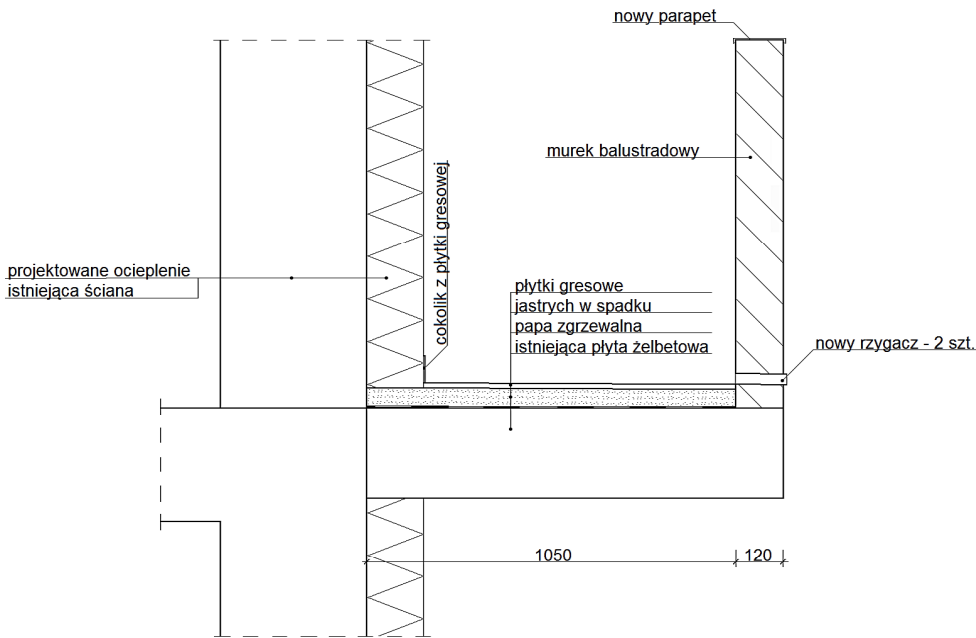 nowy parapet
murek balustradowy
cokolik z płytki gresowej
projektowane ocieplenie
istniejąca ściana
płytki gresowe
jastrych w spadku
papa zgrzewalna
istniejąca płyta żelbetowa
nowy rzygacz - 2 szt.
1050
120